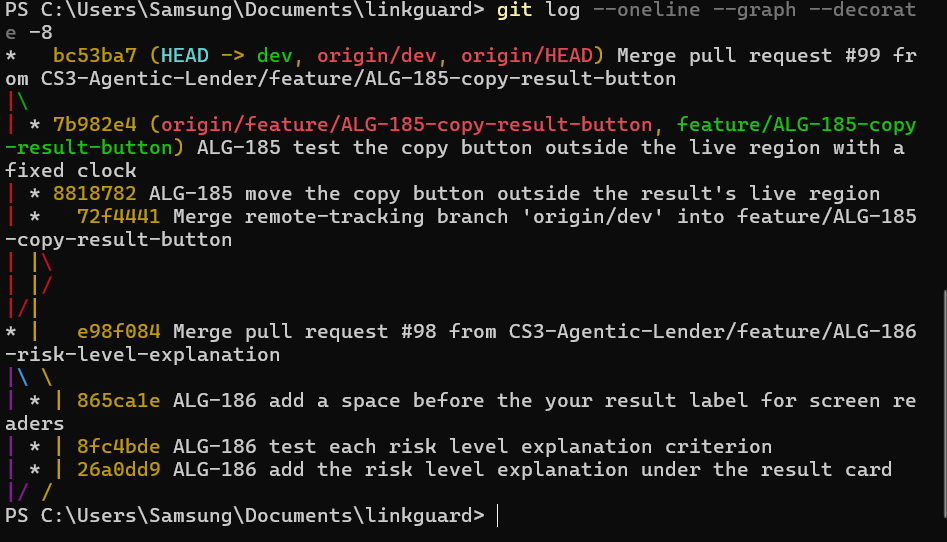 PS C:\Users\Samsung\Documents\linkguard> git log --oneline --graph --decorat
e -8
*   bc53ba7 (HEAD -> dev, origin/dev, origin/HEAD) Merge pull request #99 fr
om CS3-Agentic-Lender/feature/ALG-185-copy-result-button
|\
| * 7b982e4 (origin/feature/ALG-185-copy-result-button, feature/ALG-185-copy
-result-button) ALG-185 test the copy button outside the live region with a
fixed clock
| * 8818782 ALG-185 move the copy button outside the result's live region
| *   72f4441 Merge remote-tracking branch 'origin/dev' into feature/ALG-185
-copy-result-button
| |\
| |/
|/|
* |   e98f084 Merge pull request #98 from CS3-Agentic-Lender/feature/ALG-186
-risk-level-explanation
|\ \
| * | 865ca1e ALG-186 add a space before the your result label for screen re
aders
| * | 8fc4bde ALG-186 test each risk level explanation criterion
| * | 26a0dd9 ALG-186 add the risk level explanation under the result card
|/ /
PS C:\Users\Samsung\Documents\linkguard>